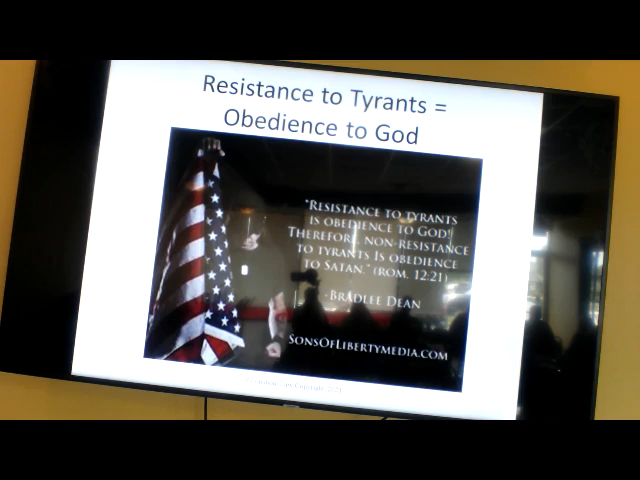 Resistance to Tyrants =
Obedience to God
"Resistance to tyrants
is obedience to God!
Therefore, non-resistance
to tyrants Is obedience
to Satan." (Rom. 12:21)
-Bradlee Dean
SonsOfLibertymedia.com